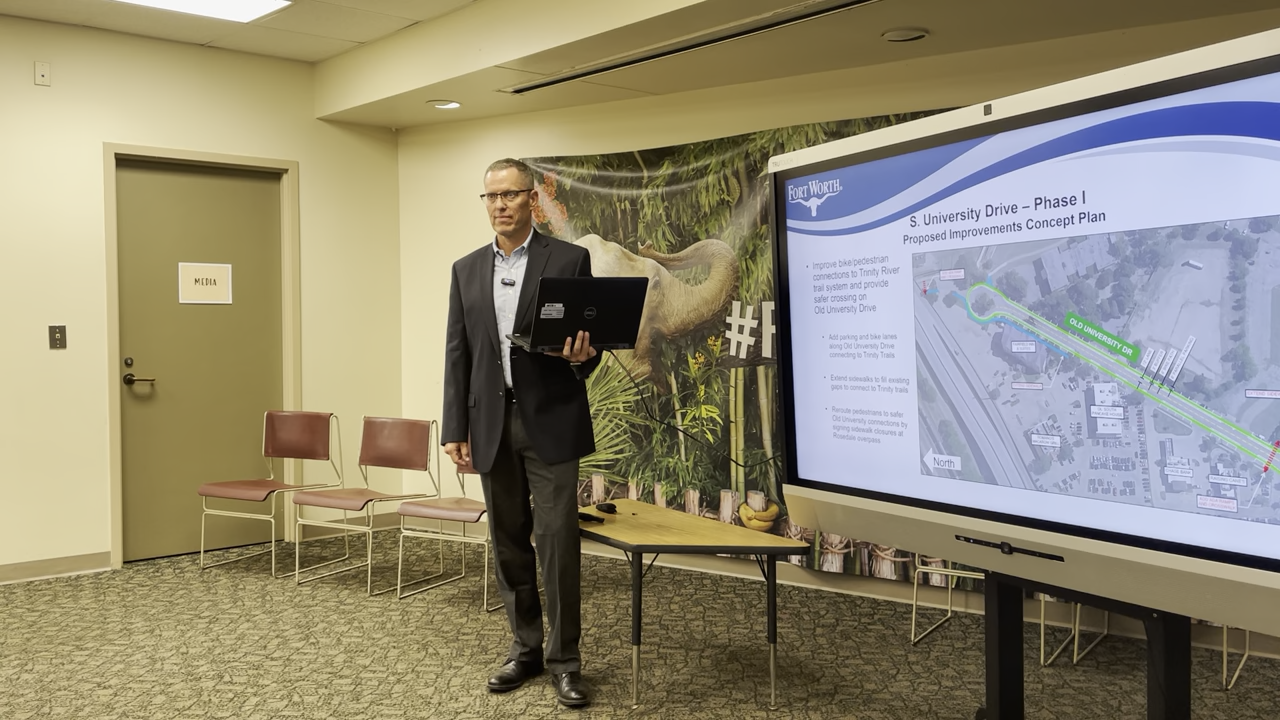 MEDIA
DELL
#F
FORT WORTH
S. University Drive – Phase I
Proposed Improvements Concept Plan
• Improve bike/pedestrian
connections to Trinity River
trail system and provide
safer crossing on
Old University Drive
• Add parking and bike lanes
along Old University Drive
connecting to Trinity Trails
• Extend sidewalks to fill existing
gaps to connect to Trinity trails
• Reroute pedestrians to safer
Old University connections by
signing sidewalk closures at
Rosedale overpass
OLD UNIVERSITY DR
North